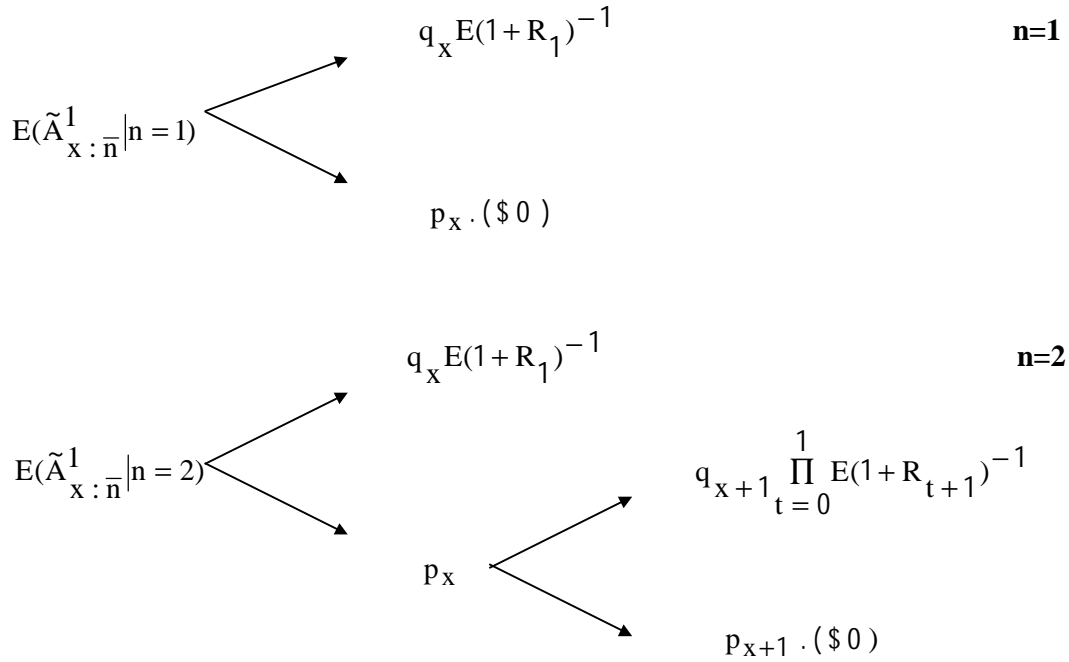 q_x E(1 + R_1)^{-1} n=1
E(Ã^1_{x : n̅}|n = 1)
p_x . ($0)
q_x E(1 + R_1)^{-1} n=2
E(Ã^1_{x : n̅}|n = 2) q_{x+1} ∏_{t=0}^{1} E(1 + R_{t+1})^{-1}
p_x
p_{x+1} . ($0)